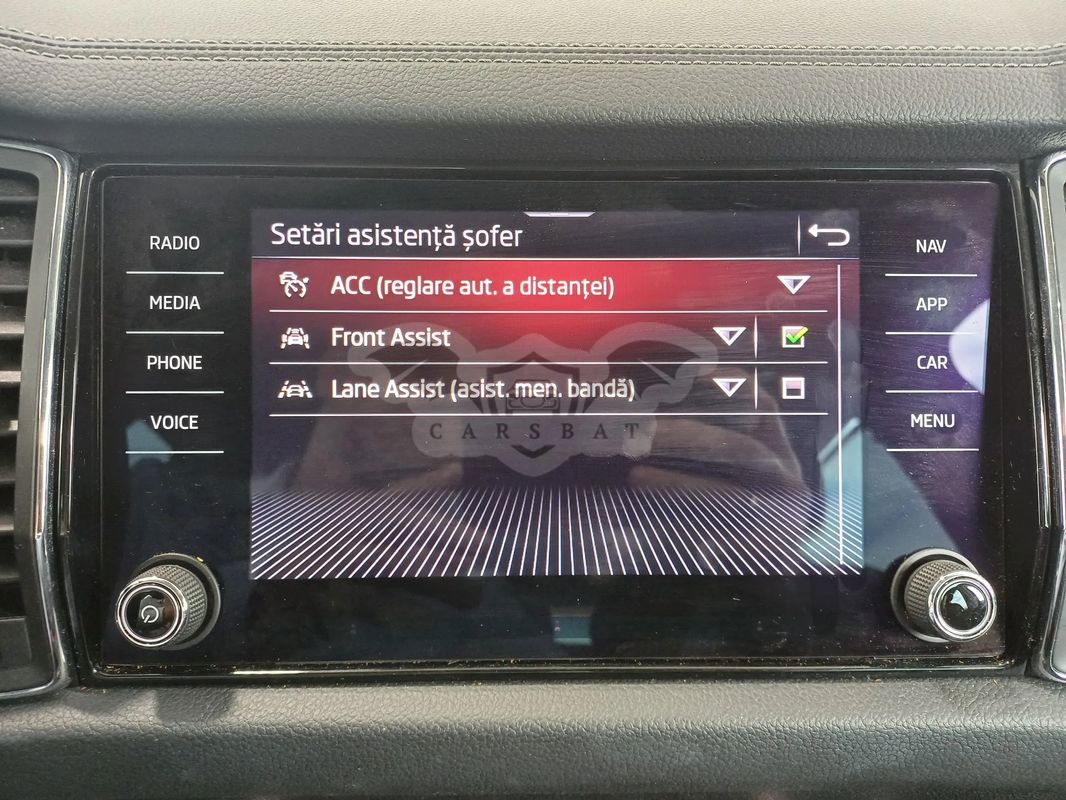 RADIO
MEDIA
PHONE
VOICE
Setări asistență șofer
ACC (reglare aut. a distanței)
Front Assist
Lane Assist (asist. men. bandă)
CARSBAT
NAV
APP
CAR
MENU